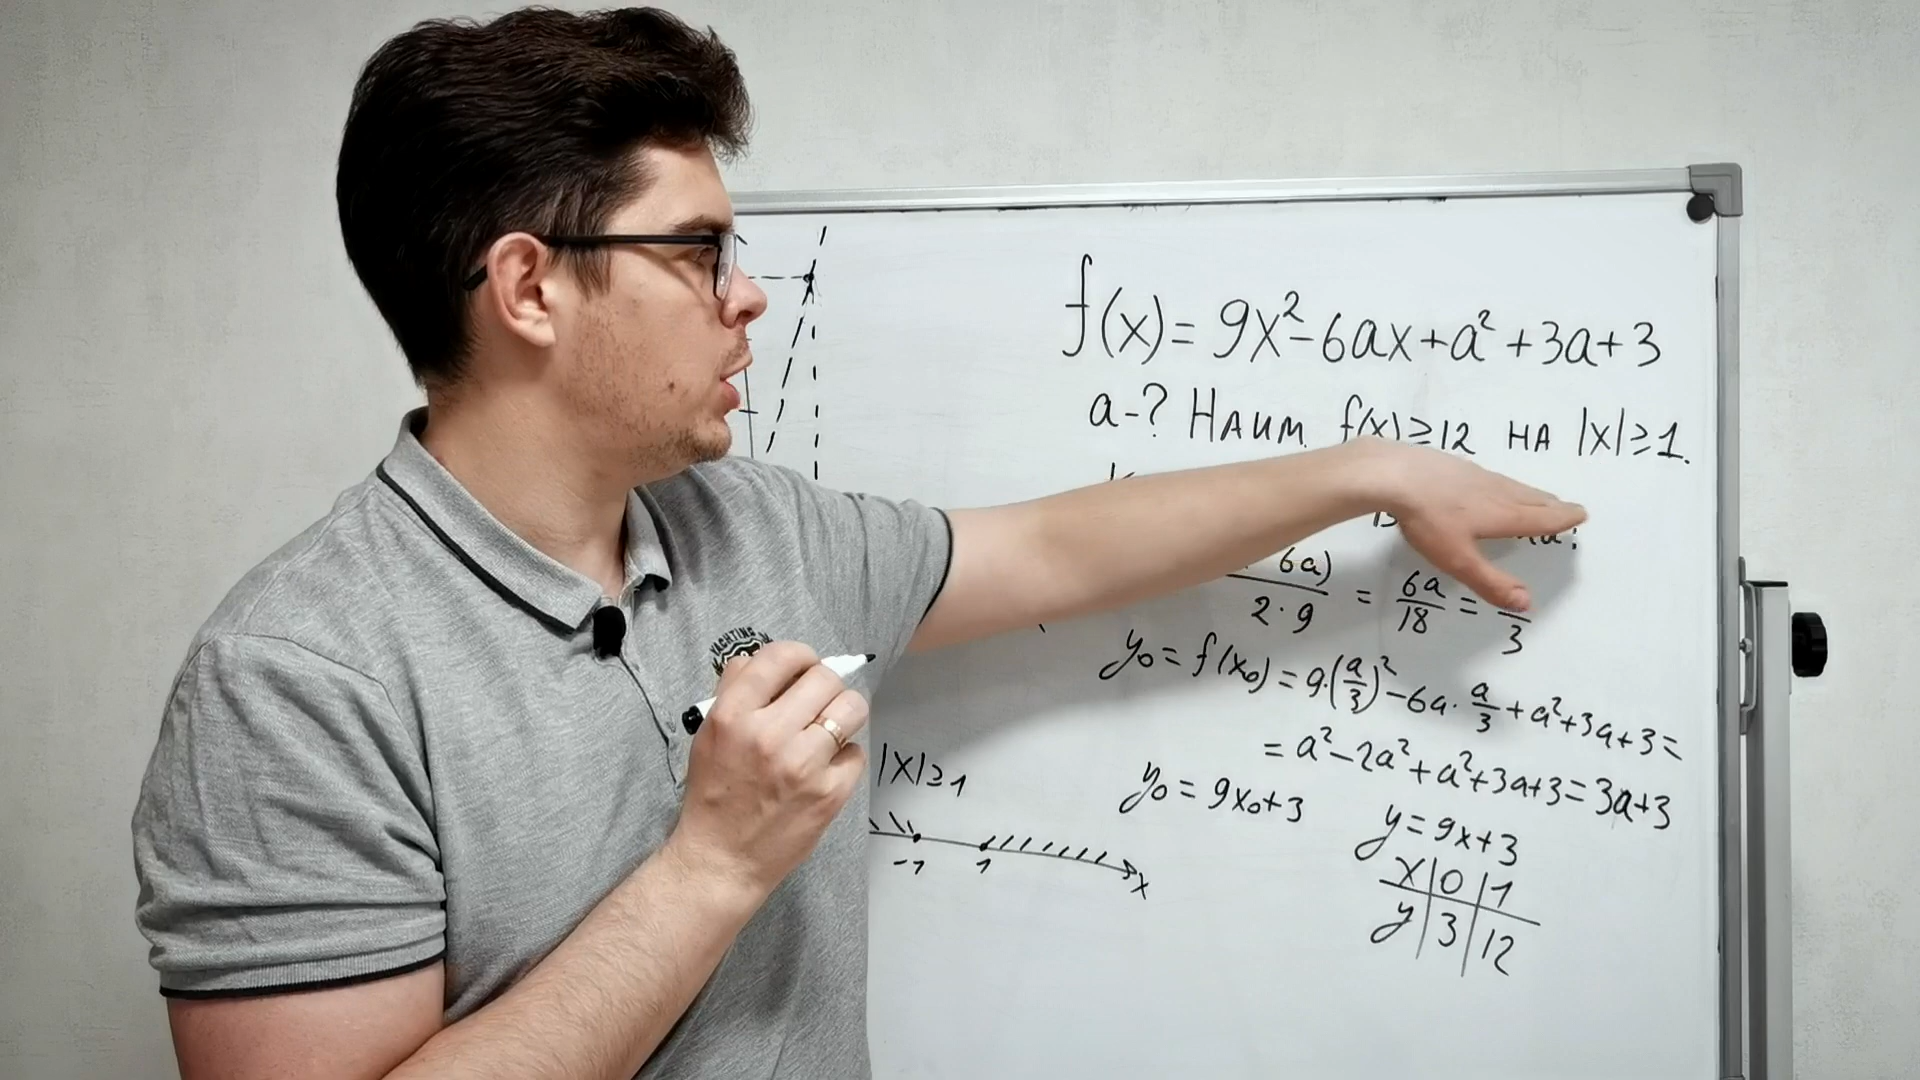 f(x)= 9x²-6ax+a²+3a+3
a-? Наим. f(x)≥12 на |x|≥1.
6a) / 2·9 = 6a/18 = /3
y₀ = f(x₀) = 9·(a/3)²-6a·a/3+a²+3a+3=
= a²-2a²+a²+3a+3=3a+3
y₀ = 9x₀+3
y=9x+3
x|0|1
y|3|12
|x|≥1
-1 1 x
YACHTING